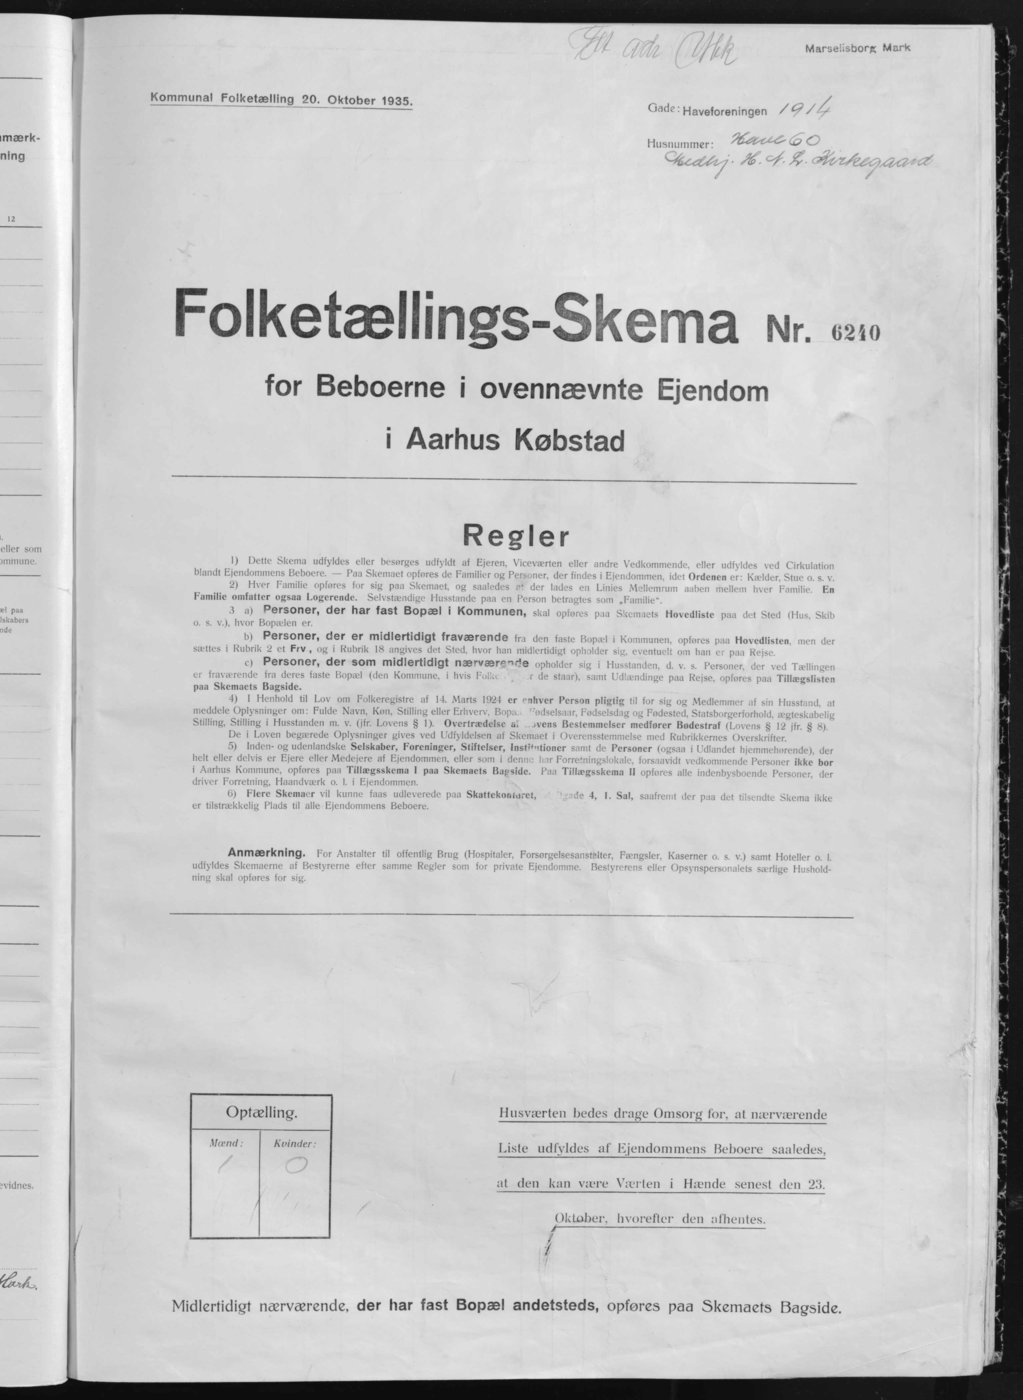 Marselisborg Mark
Kommunal Folketælling 20. Oktober 1935.
Gade: Haveforeningen 1914
Husnummer: Have 60
H. N. Kirkegaard
Folketællings-Skema Nr. 6240
for Beboerne i ovennævnte Ejendom
i Aarhus Købstad
Regler
1) Dette Skema udfyldes eller besørges udfyldt af Ejeren, Viceværten eller andre Vedkommende, eller udfyldes ved Cirkulation
blandt Ejendommens Beboere. — Paa Skemaet opføres de Familier og Personer, der findes i Ejendommen, idet Ordenen er: Kælder, Stue o. s. v.
2) Hver Familie opføres for sig paa Skemaet, og saaledes at der lades en Linies Mellemrum aaben mellem hver Familie. En
Familie omfatter ogsaa Logerende. Selvstændige Husstande paa en Person betragtes som „Familie“.
3 a) Personer, der har fast Bopæl i Kommunen, skal opføres paa Skemaets Hovedliste paa det Sted (Hus, Skib
o. s. v.), hvor Bopælen er.
b) Personer, der er midlertidigt fraværende fra den faste Bopæl i Kommunen, opføres paa Hovedlisten, men der
sættes i Rubrik 2 et Frv., og i Rubrik 18 angives det Sted, hvor han midlertidigt opholder sig, eventuelt om han er paa Rejse.
c) Personer, der som midlertidigt nærværende opholder sig i Husstanden, d. v. s. Personer, der ved Tællingen
er fraværende fra deres faste Bopæl (den Kommune, i hvis de staar), samt Udlændinge paa Rejse, opføres paa Tillægslisten
paa Skemaets Bagside.
4) I Henhold til Lov om Folkeregistre af 14. Marts 1924 er enhver Person pligtig til for sig og Medlemmer af sin Husstand, at
meddele Oplysninger om: Fulde Navn, Køn, Stilling eller Erhverv, Bopæl, Fødselsaar, Fødselsdag og Fødested, Statsborgerforhold, ægteskabelig
Stilling, Stilling i Husstanden m. v. (jfr. Lovens § 1). Overtrædelse af Lovens Bestemmelser medfører Bødestraf (Lovens § 12 jfr. § 8).
De i Loven begærede Oplysninger gives ved Udfyldelsen af Skemaet i Overensstemmelse med Rubrikkernes Overskrifter.
5) Inden- og udenlandske Selskaber, Foreninger, Stiftelser, Institutioner samt de Personer (ogsaa i Udlandet hjemmehørende), der
helt eller delvis er Ejere eller Medejere af Ejendommen, eller som i denne har Forretningslokale, forsaavidt vedkommende Personer ikke bor
i Aarhus Kommune, opføres paa Tillægsskema I paa Skemaets Bagside. Paa Tillægsskema II opføres alle indenbysboende Personer, der
driver Forretning, Haandværk o. l. i Ejendommen.
6) Flere Skemaer vil kunne faas udleverede paa Skattekontoret, 4, 1. Sal, saafremt der paa det tilsendte Skema ikke
er tilstrækkelig Plads til alle Ejendommens Beboere.
Anmærkning. For Anstalter til offentlig Brug (Hospitaler, Forsørgelsesanstalter, Fængsler, Kaserner o. s. v.) samt Hoteller o. l.
udfyldes Skemaerne af Bestyrerne efter samme Regler som for private Ejendomme. Bestyrerens eller Opsynspersonalets særlige Hushold-
ning skal opføres for sig.
Optælling.
Mænd: Kvinder:
1 0
Husværten bedes drage Omsorg for, at nærværende
Liste udfyldes af Ejendommens Beboere saaledes,
at den kan være Værten i Hænde senest den 23.
Oktober, hvorefter den afhentes.
Midlertidigt nærværende, der har fast Bopæl andetsteds, opføres paa Skemaets Bagside.